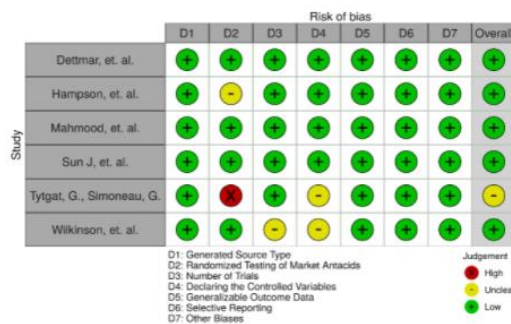 Risk of bias
D1 D2 D3 D4 D5 D6 D7 Overall
Study
Dettmar, et. al. + + + + + + + +
Hampson, et. al. + - + + + + + +
Mahmood, et. al. + + + + + + + +
Sun J, et. al. + + + + + + + +
Tytgat, G., Simoneau, G. + X + - + + + -
Wilkinson, et. al. + + - - + + + +
D1: Generated Source Type
D2: Randomized Testing of Market Antacids
D3: Number of Trials
D4: Declaring the Controlled Variables
D5: Generalizable Outcome Data
D6: Selective Reporting
D7: Other Biases
Judgement
X High
- Unclear
+ Low